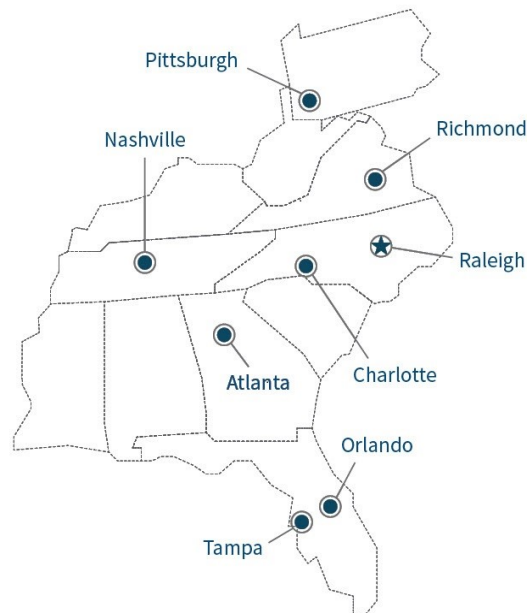 Pittsburgh
Richmond
Nashville
Raleigh
Charlotte
Atlanta
Orlando
Tampa